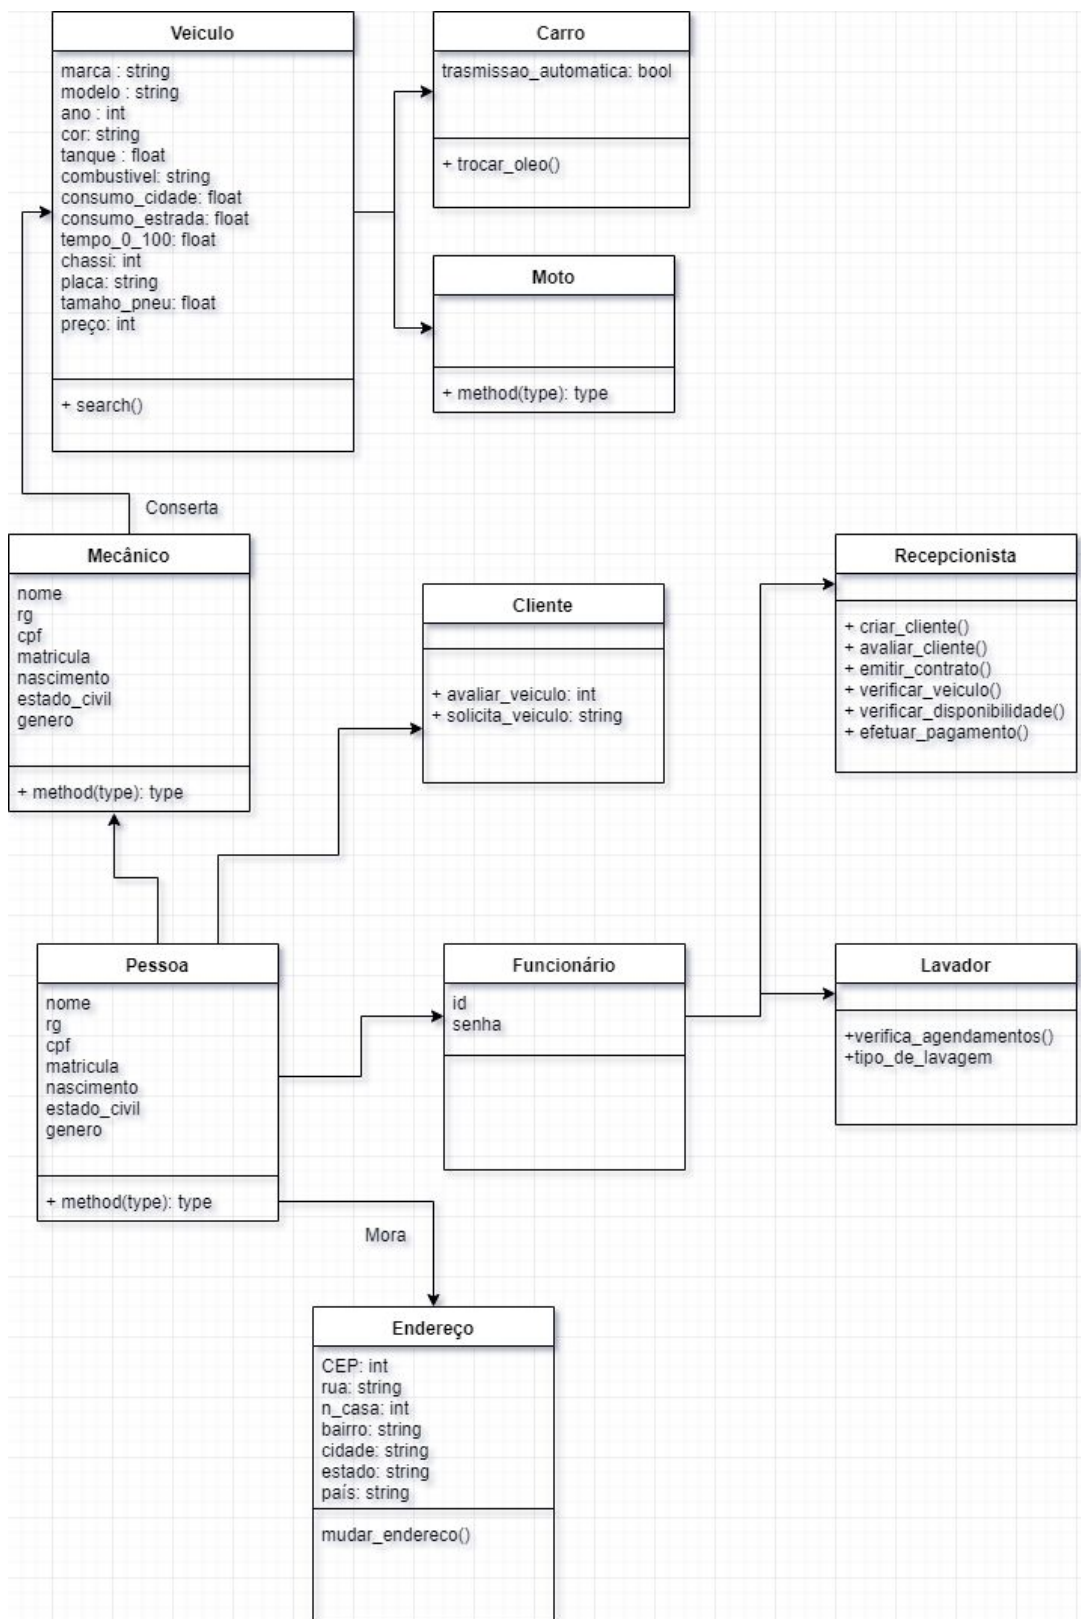 Veiculo
marca : string
modelo : string
ano : int
cor: string
tanque : float
combustivel: string
consumo_cidade: float
consumo_estrada: float
tempo_0_100: float
chassi: int
placa: string
tamaho_pneu: float
preço: int
+ search()
Carro
trasmissao_automatica: bool
+ trocar_oleo()
Moto
+ method(type): type
Conserta
Mecânico
nome
rg
cpf
matricula
nascimento
estado_civil
genero
+ method(type): type
Cliente
+ avaliar_veiculo: int
+ solicita_veiculo: string
Recepcionista
+ criar_cliente()
+ avaliar_cliente()
+ emitir_contrato()
+ verificar_veiculo()
+ verificar_disponibilidade()
+ efetuar_pagamento()
Pessoa
nome
rg
cpf
matricula
nascimento
estado_civil
genero
+ method(type): type
Funcionário
id
senha
Lavador
+verifica_agendamentos()
+tipo_de_lavagem
Mora
Endereço
CEP: int
rua: string
n_casa: int
bairro: string
cidade: string
estado: string
país: string
mudar_endereco()